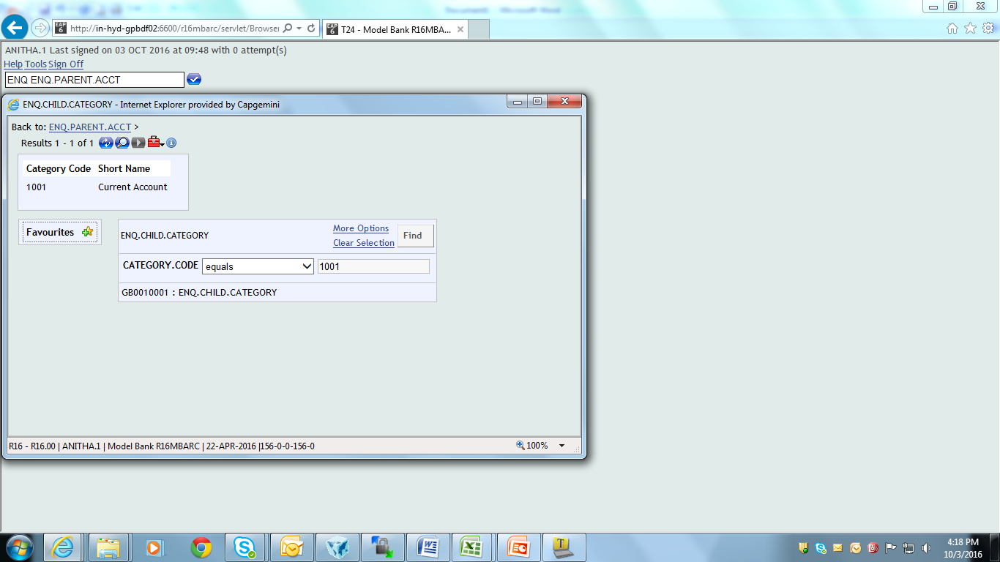 Document1 - Microsoft Word
http://in-hyd-gpbdf02:6600/r16mbarc/servlet/Browser
T24 - Model Bank R16MBA...
ANITHA.1 Last signed on 03 OCT 2016 at 09:48 with 0 attempt(s)
Help Tools Sign Off
ENQ ENQ.PARENT.ACCT
ENQ.CHILD.CATEGORY - Internet Explorer provided by Capgemini
Back to: ENQ.PARENT.ACCT >
Results 1 - 1 of 1
Category Code Short Name
1001 Current Account
Favourites
More Options
ENQ.CHILD.CATEGORY
Find
Clear Selection
CATEGORY.CODE equals 1001
GB0010001 : ENQ.CHILD.CATEGORY
R16 - R16.00 | ANITHA.1 | Model Bank R16MBARC | 22-APR-2016 |156-0-0-156-0
100%
4:18 PM
10/3/2016